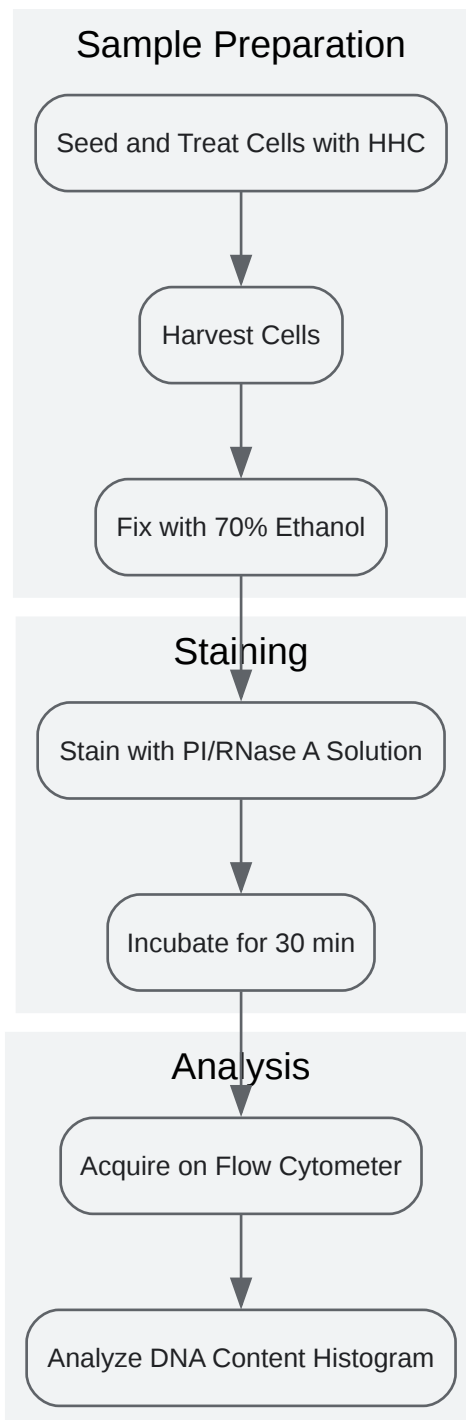 Sample Preparation
Seed and Treat Cells with HHC
Harvest Cells
Fix with 70% Ethanol
Staining
Stain with PI/RNase A Solution
Incubate for 30 min
Analysis
Acquire on Flow Cytometer
Analyze DNA Content Histogram